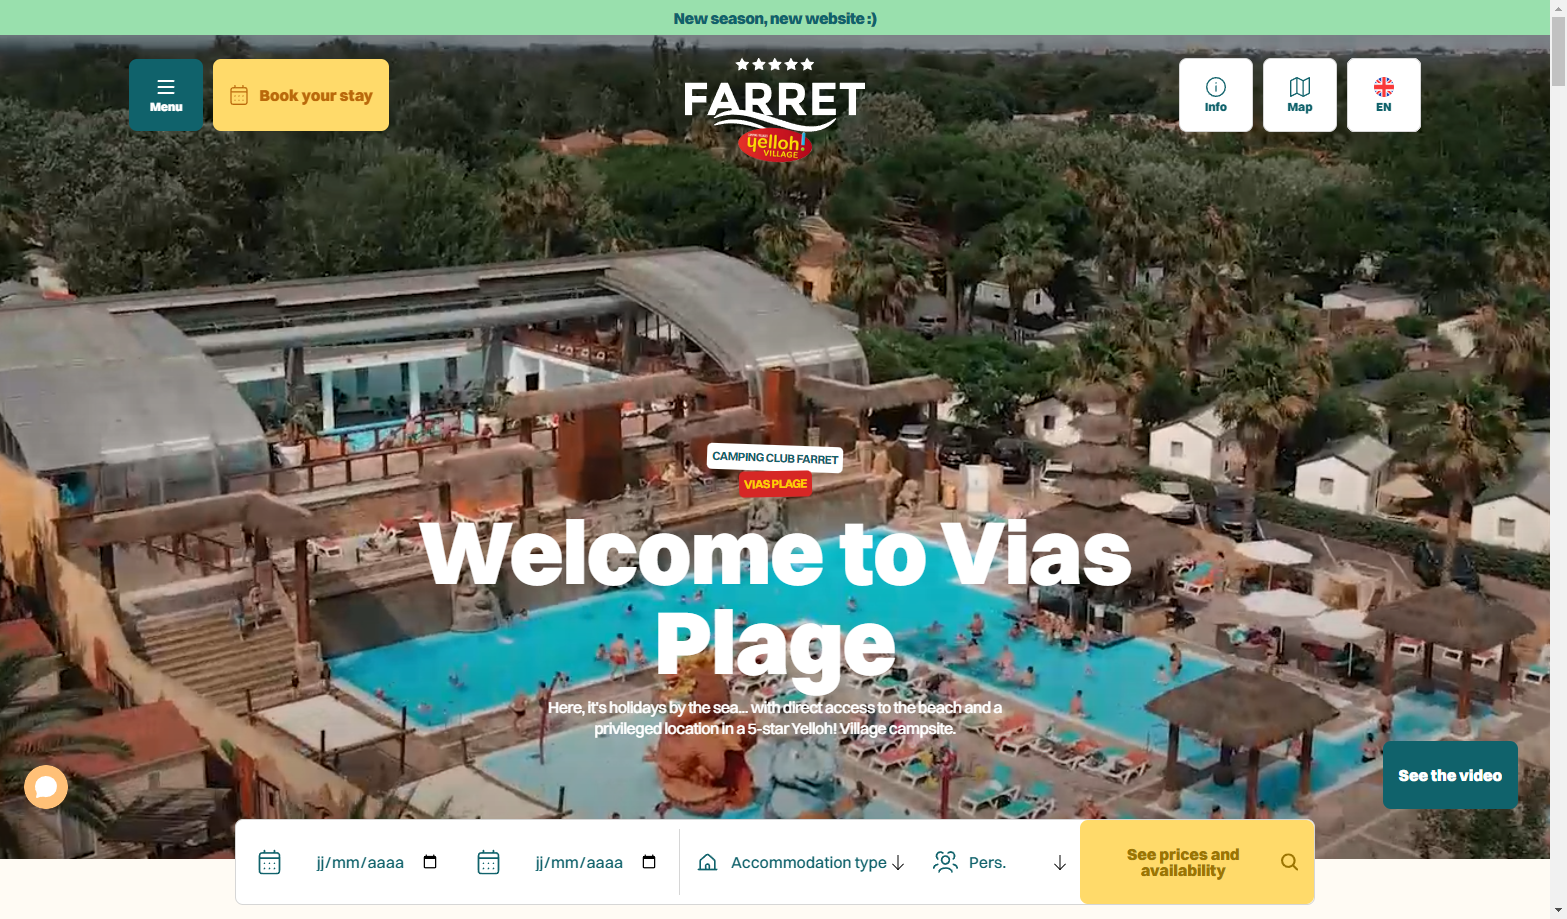 New season, new website :)
Menu
Book your stay
FARRET
yelloh!
VILLAGE
Info
Map
EN
CAMPING CLUB FARRET
VIAS PLAGE
Welcome to Vias
Plage
Here, it's holidays by the sea... with direct access to the beach and a
privileged location in a 5-star Yelloh! Village campsite.
See the video
jj/mm/aaaa
jj/mm/aaaa
Accommodation type
Pers.
See prices and
availability